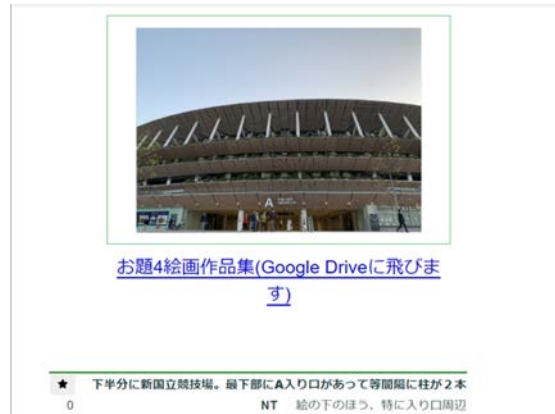 A
お題4絵画作品集(Google Driveに飛びま
す)
★ 下半分に新国立競技場。最下部にA入り口があって等間隔に柱が２本
0 NT 絵の下のほう、特に入り口周辺